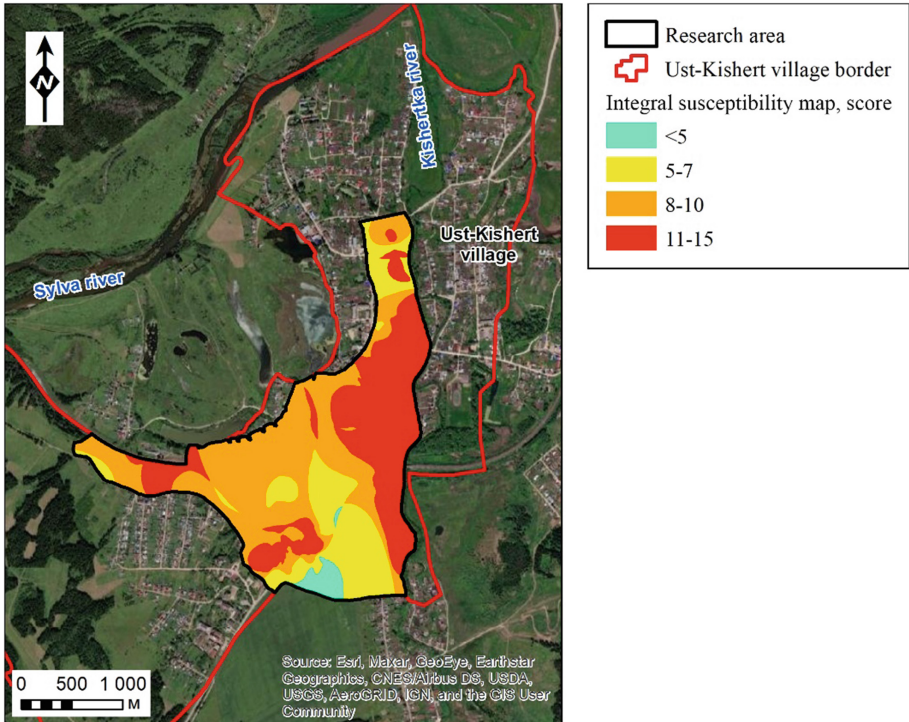 N
Kishertka river
Ust-Kishert
village
Sylva river
0 500 1 000
М
Source: Esri, Maxar, GeoEye, Earthstar
Geographics, CNES/Airbus DS, USDA,
USGS, AeroGRID, IGN, and the GIS User
Community
Research area
Ust-Kishert village border
Integral susceptibility map, score
<5
5-7
8-10
11-15